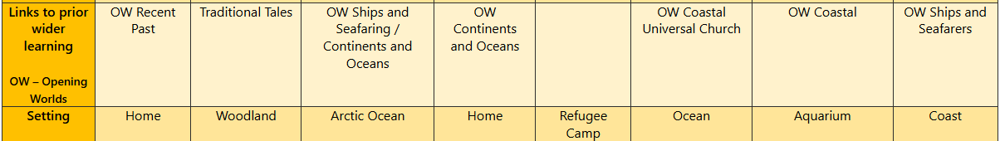 Links to prior
wider
learning
OW – Opening
Worlds
OW Recent
Past
Traditional Tales
OW Ships and
Seafaring /
Continents and
Oceans
OW
Continents
and Oceans
OW Coastal
Universal Church
OW Coastal
OW Ships and
Seafarers
Setting
Home
Woodland
Arctic Ocean
Home
Refugee
Camp
Ocean
Aquarium
Coast